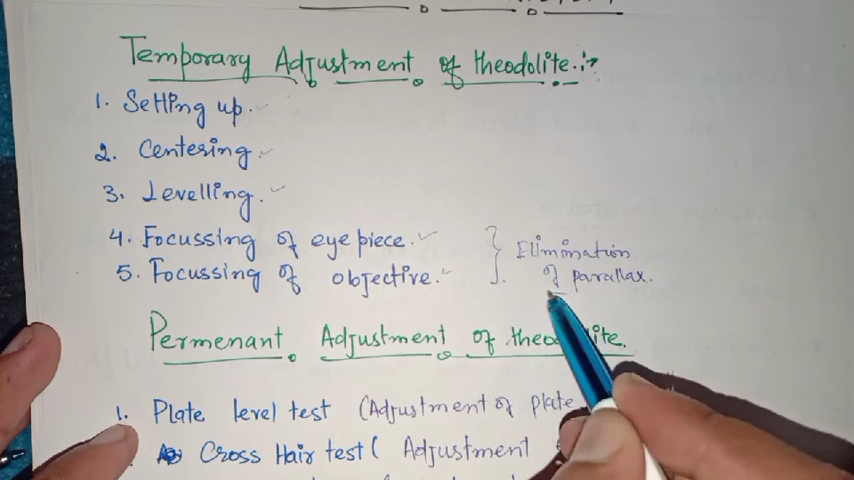 Temporary Adjustment of theodolite :-
1. Setting up.
2. Centering.
3. Levelling.
4. Focussing of eye piece.
5. Focussing of objective.
} Elimination
of parallax.
Permenant Adjustment of theodolite.
1. Plate level test (Adjustment of plate
Cross Hair test ( Adjustment